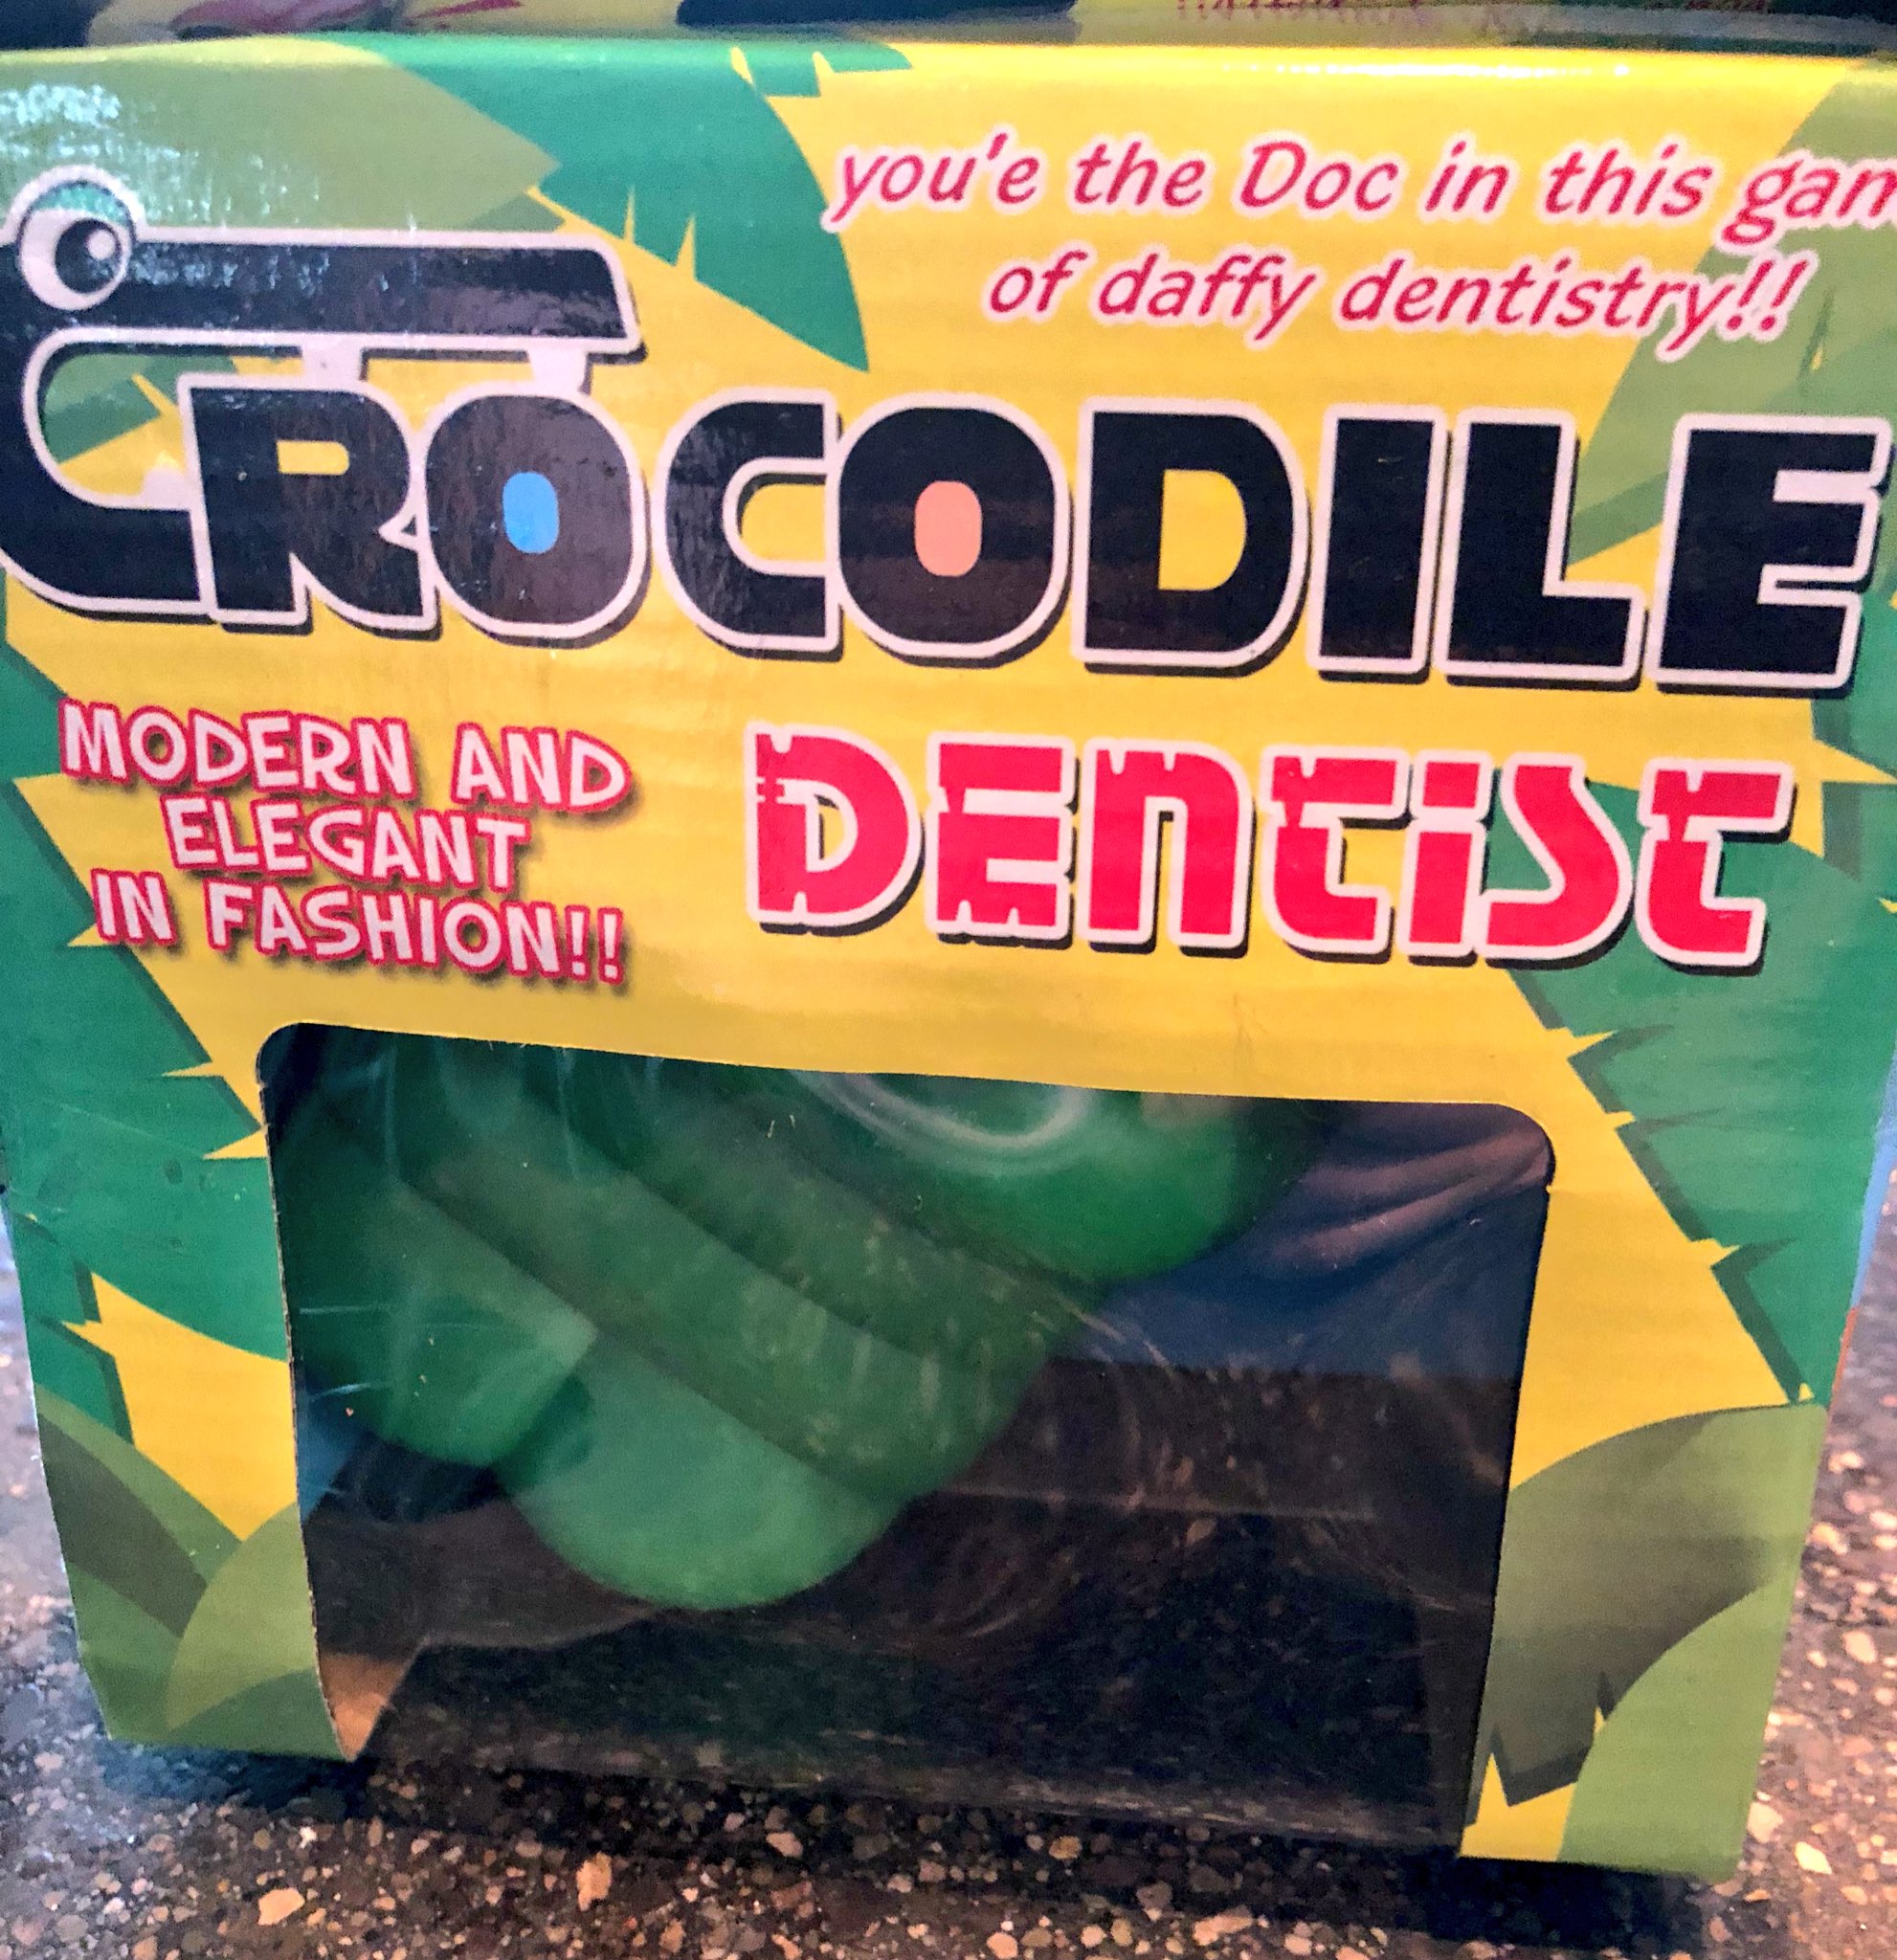 you'e the Doc in this gam
of daffy dentistry!!
CROCODILE
DENTIST
MODERN AND
ELEGANT
IN FASHION!!